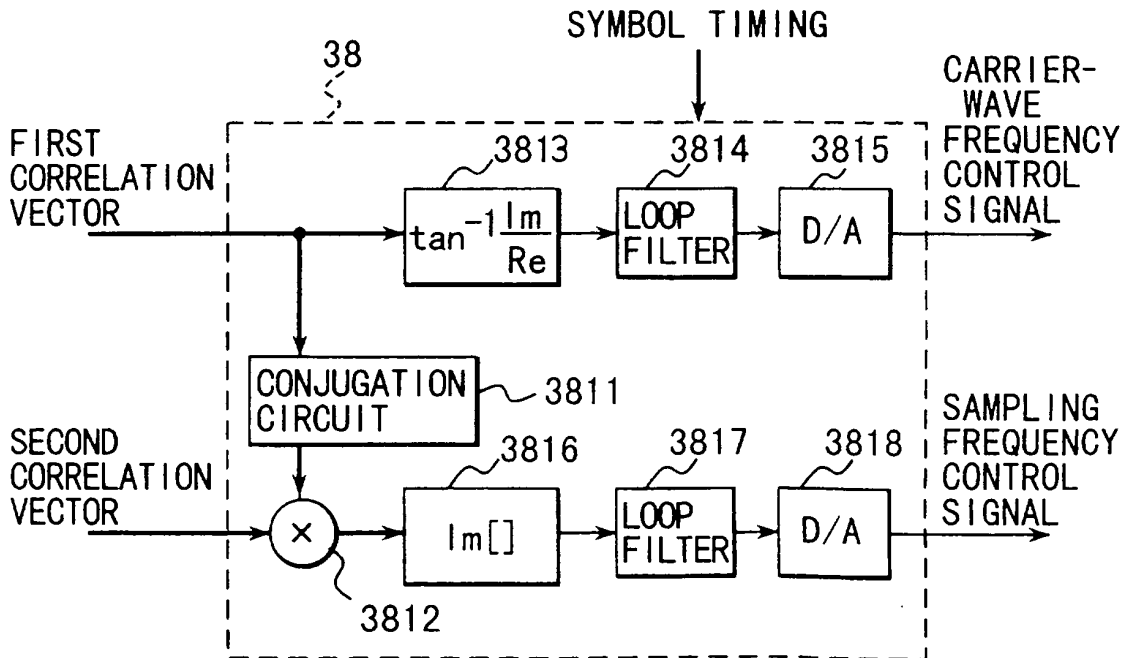 SYMBOL TIMING
38
CARRIER-
WAVE
FREQUENCY
CONTROL
SIGNAL
FIRST
CORRELATION
VECTOR
3813
3814
3815
tan⁻¹ Im
Re
LOOP
FILTER
D/A
CONJUGATION
CIRCUIT
3811
SECOND
CORRELATION
VECTOR
3816
3817
3818
SAMPLING
FREQUENCY
CONTROL
SIGNAL
×
Im[]
LOOP
FILTER
D/A
3812